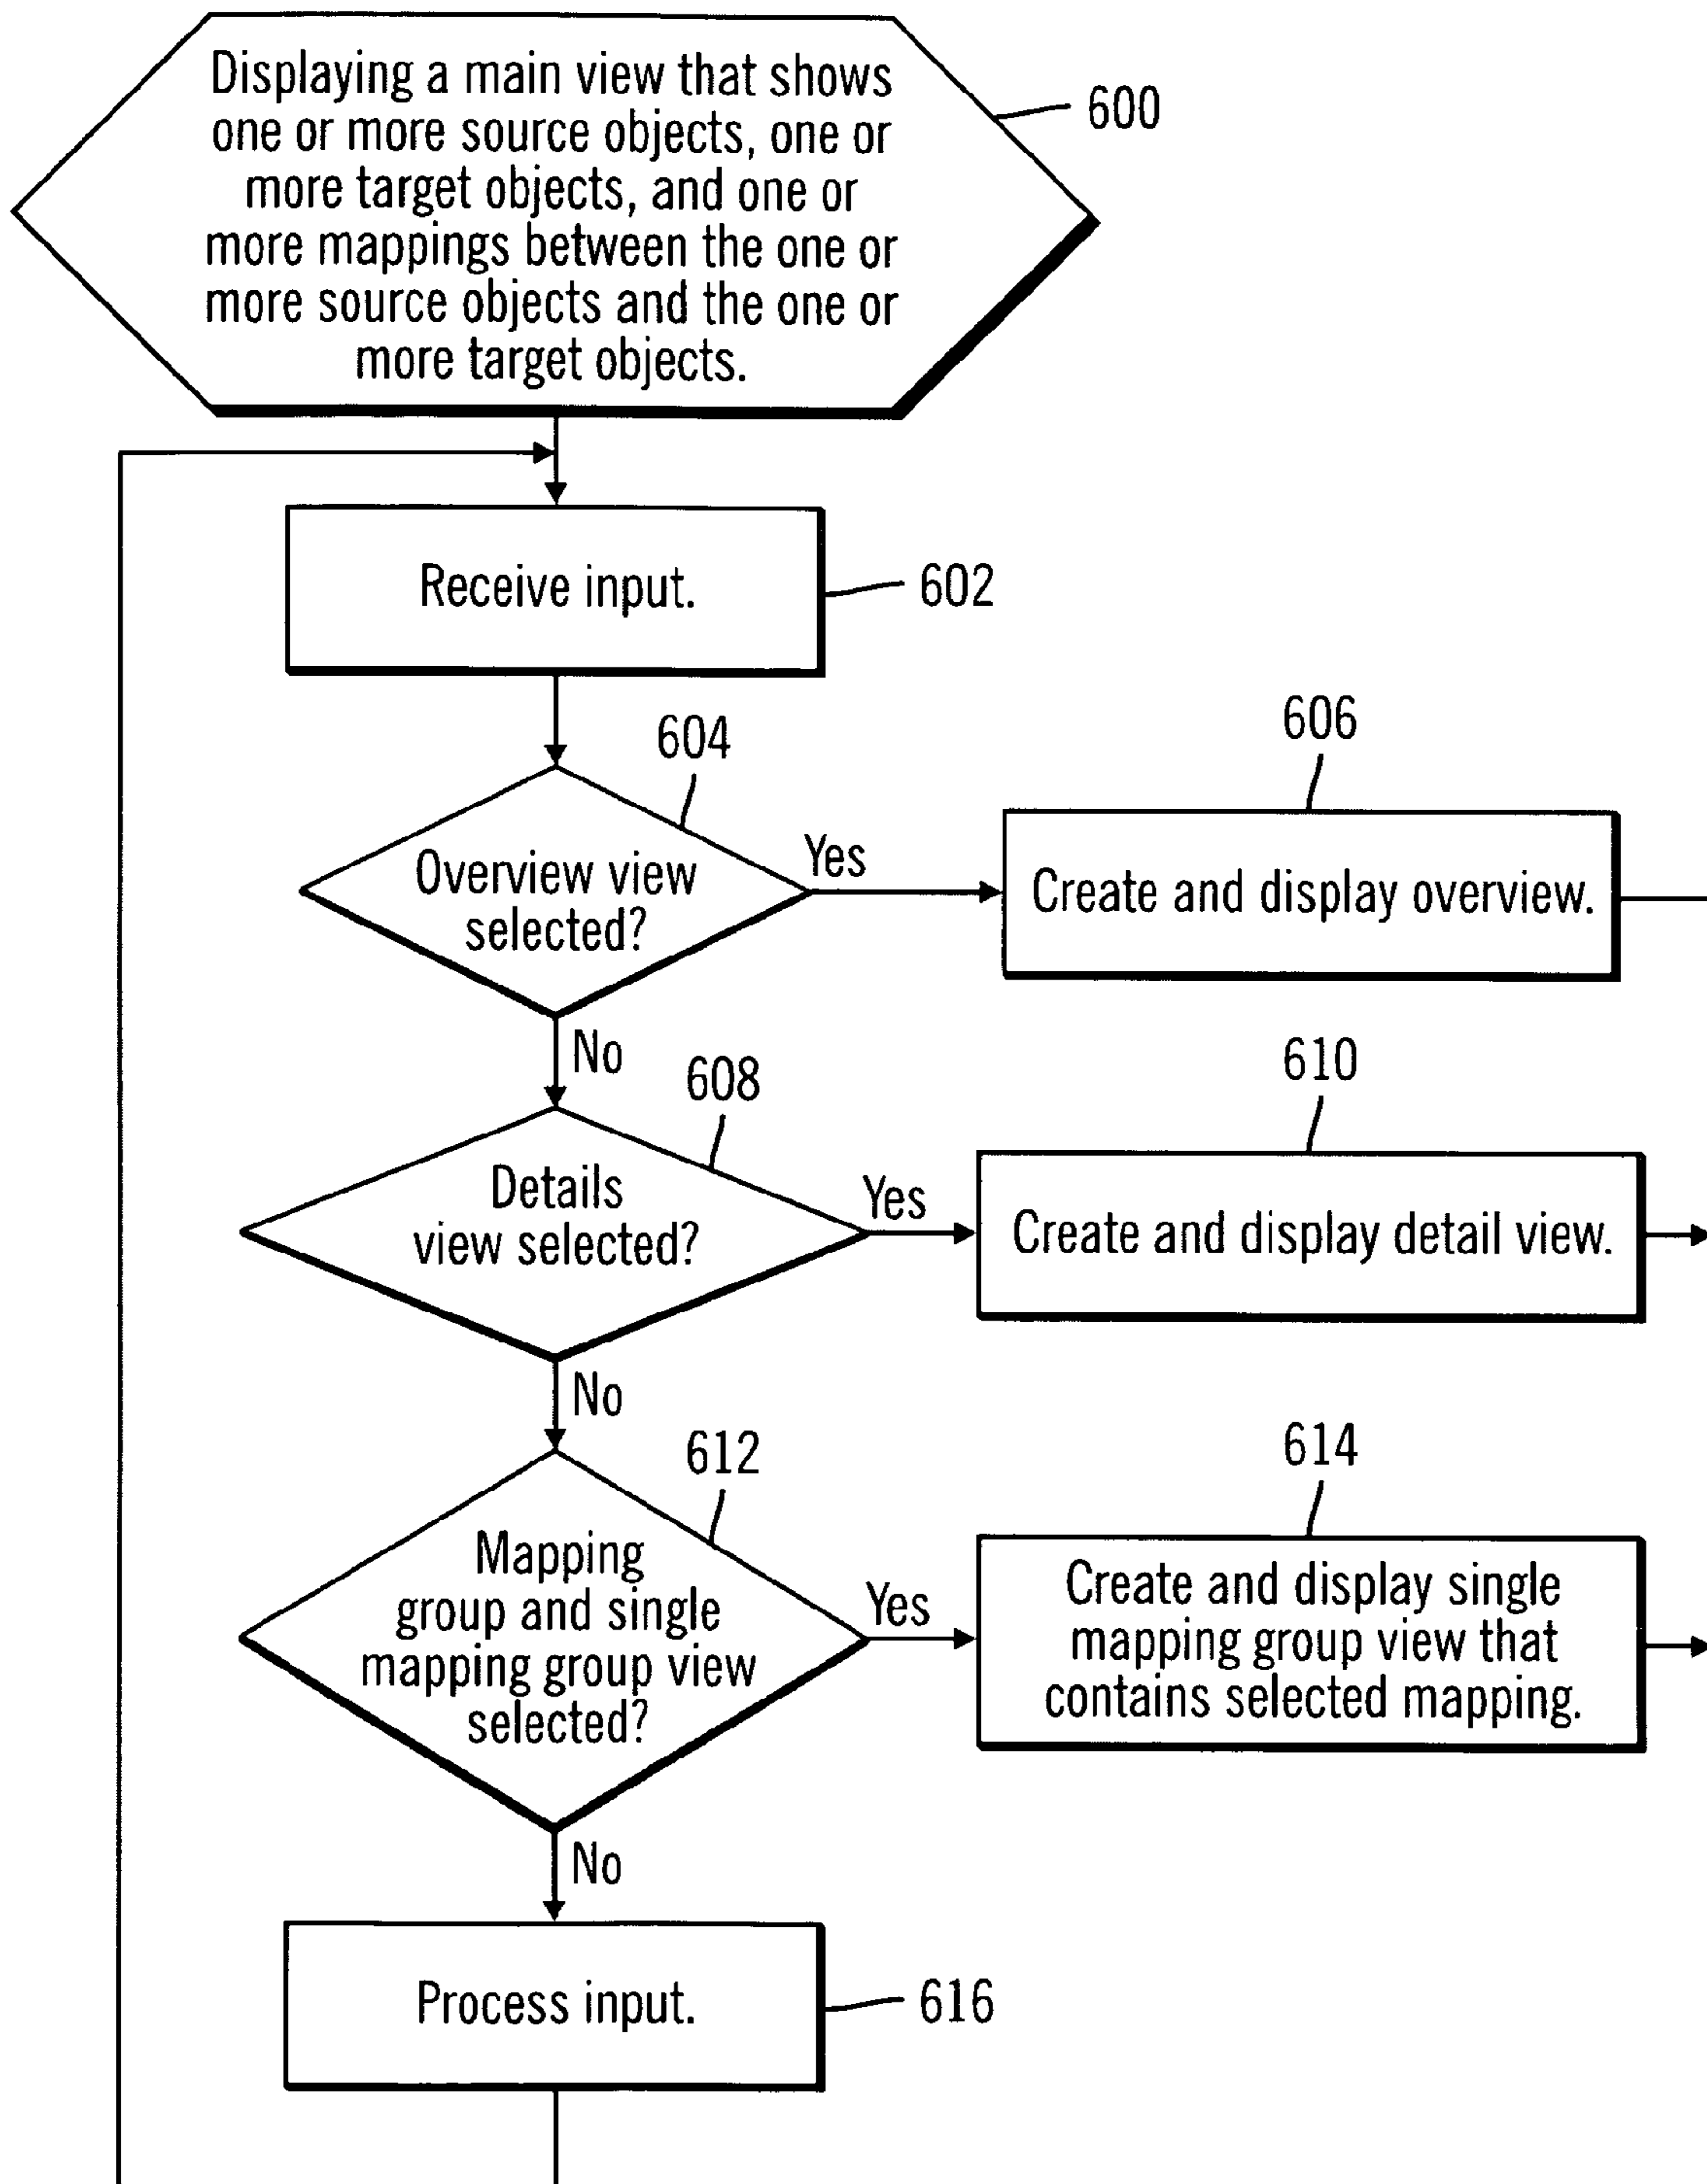 Displaying a main view that shows
one or more source objects, one or
more target objects, and one or
more mappings between the one or
more source objects and the one or
more target objects.
600
Receive input.
602
604
Overview view
selected?
Yes
606
Create and display overview.
No
608
Details
view selected?
Yes
610
Create and display detail view.
No
612
Mapping
group and single
mapping group view
selected?
Yes
614
Create and display single
mapping group view that
contains selected mapping.
No
Process input.
616